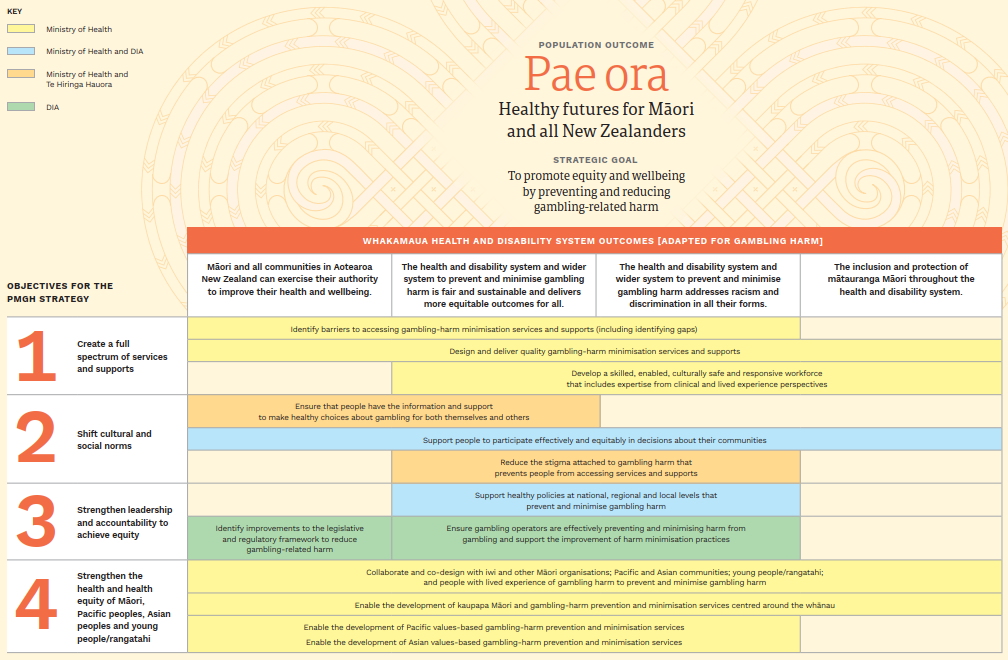 KEY
Ministry of Health
Ministry of Health and DIA
Ministry of Health and
Te Hiringa Hauora
DIA
POPULATION OUTCOME
Pae ora
Healthy futures for Māori
and all New Zealanders
STRATEGIC GOAL
To promote equity and wellbeing
by preventing and reducing
gambling-related harm
WHAKAMAUA HEALTH AND DISABILITY SYSTEM OUTCOMES [ADAPTED FOR GAMBLING HARM]
OBJECTIVES FOR THE
PMGH STRATEGY
Māori and all communities in Aotearoa
New Zealand can exercise their authority
to improve their health and wellbeing.
The health and disability system and wider
system to prevent and minimise gambling
harm is fair and sustainable and delivers
more equitable outcomes for all.
The health and disability system and
wider system to prevent and minimise
gambling harm addresses racism and
discrimination in all their forms.
The inclusion and protection of
mātauranga Māori throughout the
health and disability system.
1
Create a full
spectrum of services
and supports
Identify barriers to accessing gambling-harm minimisation services and supports (including identifying gaps)
Design and deliver quality gambling-harm minimisation services and supports
Develop a skilled, enabled, culturally safe and responsive workforce
that includes expertise from clinical and lived experience perspectives
2
Shift cultural and
social norms
Ensure that people have the information and support
to make healthy choices about gambling for both themselves and others
Support people to participate effectively and equitably in decisions about their communities
Reduce the stigma attached to gambling harm that
prevents people from accessing services and supports
3
Strengthen leadership
and accountability to
achieve equity
Support healthy policies at national, regional and local levels that
prevent and minimise gambling harm
Identify improvements to the legislative
and regulatory framework to reduce
gambling-related harm
Ensure gambling operators are effectively preventing and minimising harm from
gambling and support the improvement of harm minimisation practices
4
Strengthen the
health and health
equity of Māori,
Pacific peoples, Asian
peoples and young
people/rangatahi
Collaborate and co-design with iwi and other Māori organisations; Pacific and Asian communities; young people/rangatahi;
and people with lived experience of gambling harm to prevent and minimise gambling harm
Enable the development of kaupapa Māori and gambling-harm prevention and minimisation services centred around the whānau
Enable the development of Pacific values-based gambling-harm prevention and minimisation services
Enable the development of Asian values-based gambling-harm prevention and minimisation services